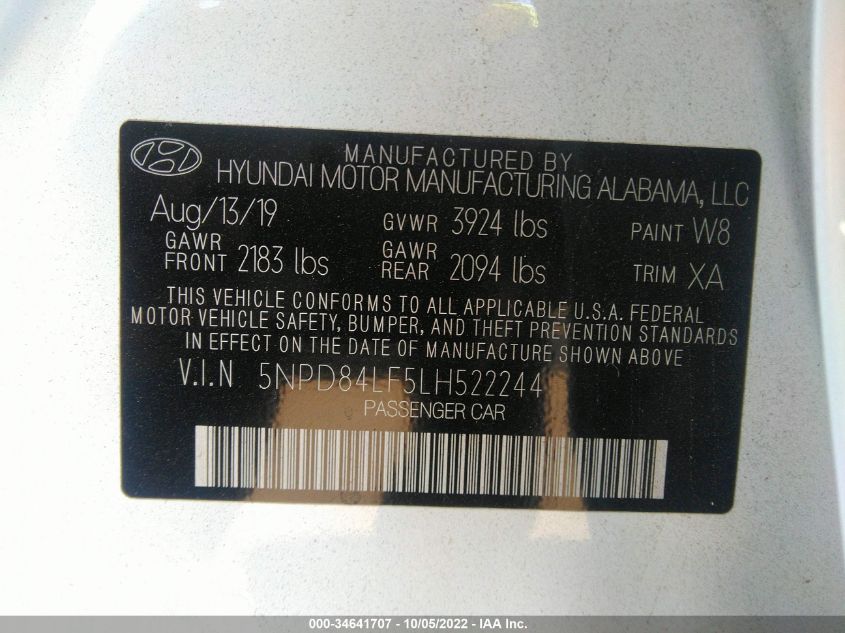 MANUFACTURED BY
HYUNDAI MOTOR MANUFACTURING ALABAMA, LLC
Aug/13/19 GVWR 3924 lbs PAINT W8
GAWR FRONT 2183 lbs GAWR REAR 2094 lbs TRIM XA
THIS VEHICLE CONFORMS TO ALL APPLICABLE U.S.A. FEDERAL
MOTOR VEHICLE SAFETY, BUMPER, AND THEFT PREVENTION STANDARDS
IN EFFECT ON THE DATE OF MANUFACTURE SHOWN ABOVE
V.I.N 5NPD84LF5LH522244
PASSENGER CAR
000-34641707 - 10/05/2022 - IAA Inc.